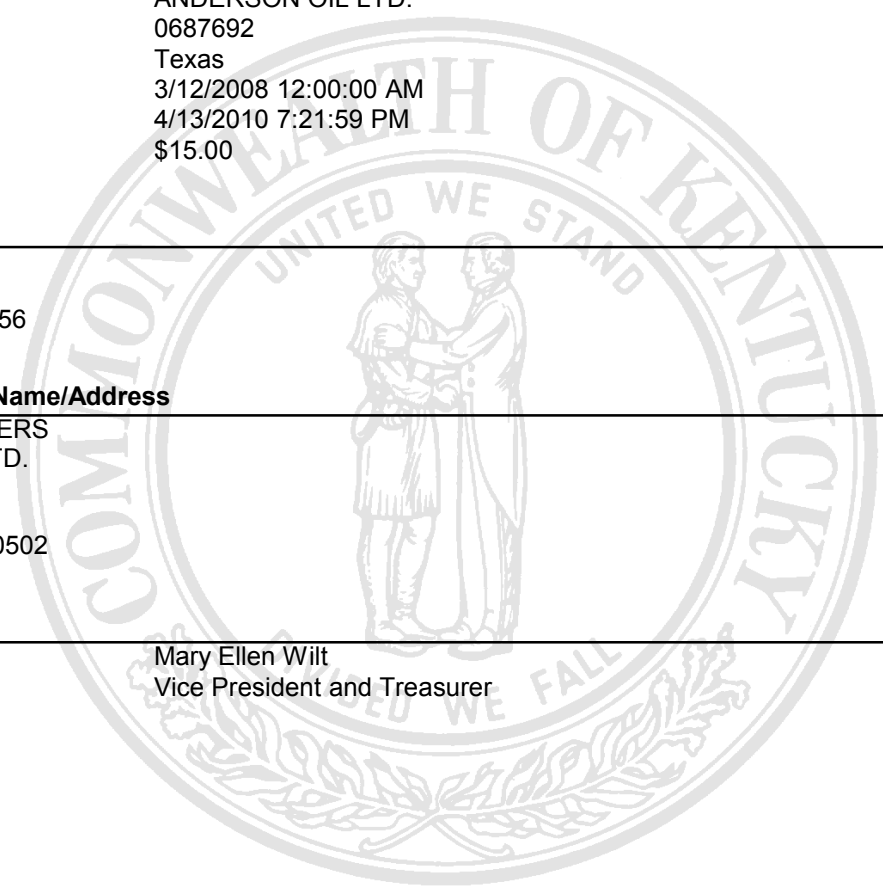 ANDERSON OIL LTD.
0687692
Texas
3/12/2008 12:00:00 AM
4/13/2010 7:21:59 PM
$15.00
56
Name/Address
ERS
TD.
0502
Mary Ellen Wilt
Vice President and Treasurer
COMMONWEALTH OF KENTUCKY
UNITED WE STAND
DIVIDED WE FALL